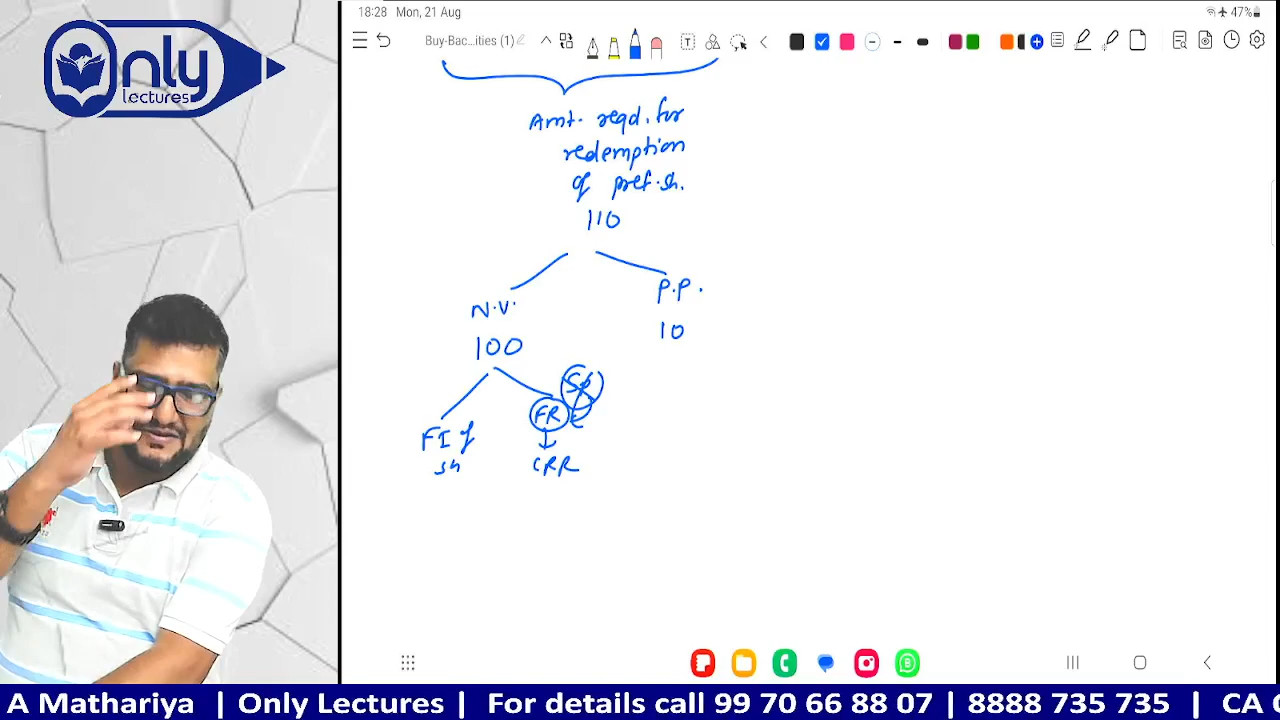 18:28 Mon, 21 Aug
47%
Buy-Bac...ities (1)
Only
lectures
Amt. reqd. for
redemption
of pref. sh.
110
N.V. P.P.
100 10
FI of FR
sh CRR
A Mathariya | Only Lectures | For details call 99 70 66 88 07 | 8888 735 735 | CA